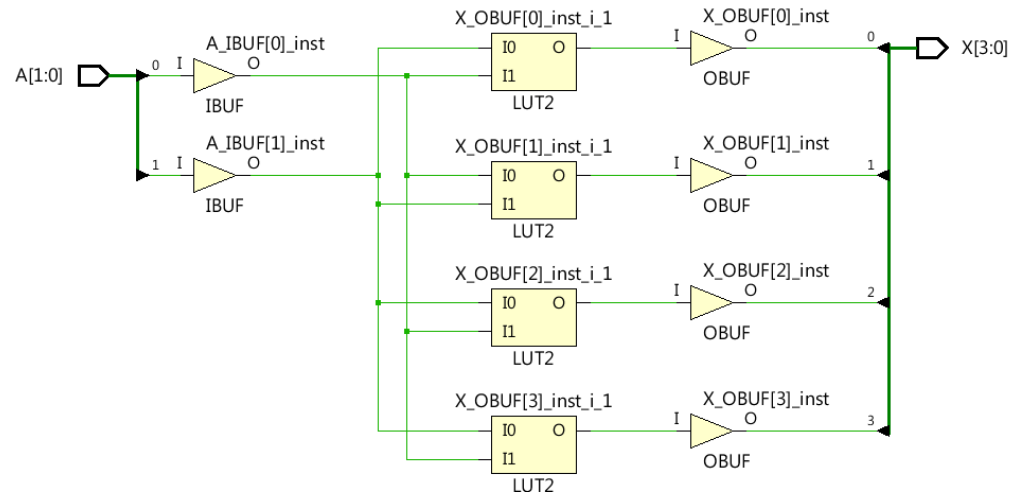 A[1:0]
0
1
I
A_IBUF[0]_inst
O
IBUF
I
A_IBUF[1]_inst
O
IBUF
X_OBUF[0]_inst_i_1
I0
O
I1
LUT2
I
X_OBUF[0]_inst
O
OBUF
0
X[3:0]
X_OBUF[1]_inst_i_1
I0
O
I1
LUT2
I
X_OBUF[1]_inst
O
OBUF
1
X_OBUF[2]_inst_i_1
I0
O
I1
LUT2
I
X_OBUF[2]_inst
O
OBUF
2
X_OBUF[3]_inst_i_1
I0
O
I1
LUT2
I
X_OBUF[3]_inst
O
OBUF
3